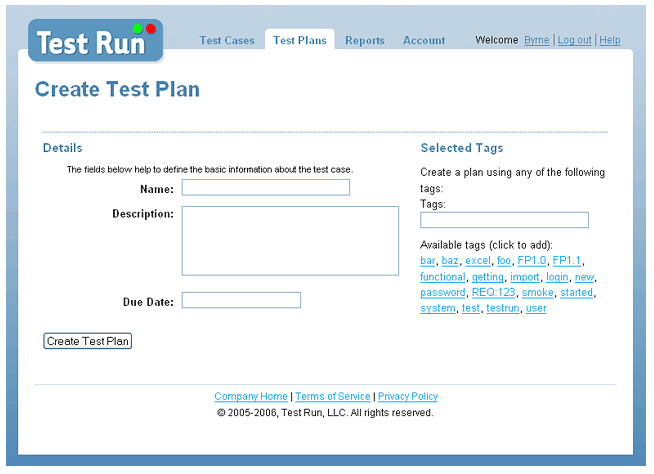 Test Run
Test Cases Test Plans Reports Account Welcome Byrne | Log out | Help
Create Test Plan
Details
The fields below help to define the basic information about the test case.
Name:
Description:
Due Date:
Create Test Plan
Selected Tags
Create a plan using any of the following
tags:
Tags:
Available tags (click to add):
bar, baz, excel, foo, FP1.0, FP1.1,
functional, getting, import, login, new,
password, REQ:123, smoke, started,
system, test, testrun, user
Company Home | Terms of Service | Privacy Policy
© 2005-2006, Test Run, LLC. All rights reserved.